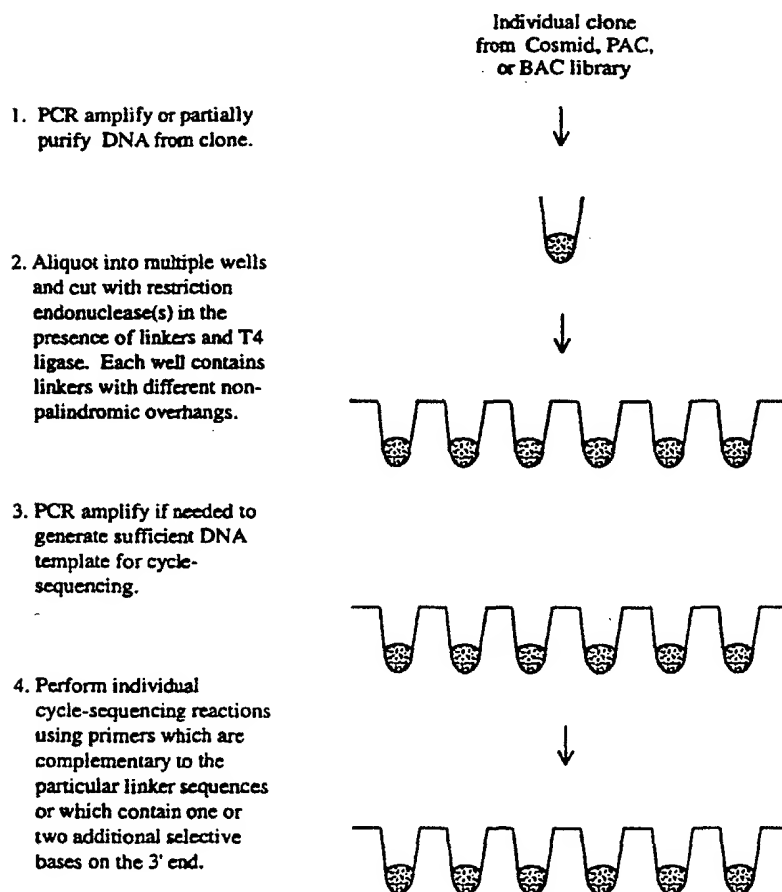 Individual clone
from Cosmid, PAC,
or BAC library
1. PCR amplify or partially
purify DNA from clone.
2. Aliquot into multiple wells
and cut with restriction
endonuclease(s) in the
presence of linkers and T4
ligase. Each well contains
linkers with different non-
palindromic overhangs.
3. PCR amplify if needed to
generate sufficient DNA
template for cycle-
sequencing.
4. Perform individual
cycle-sequencing reactions
using primers which are
complementary to the
particular linker sequences
or which contain one or
two additional selective
bases on the 3' end.